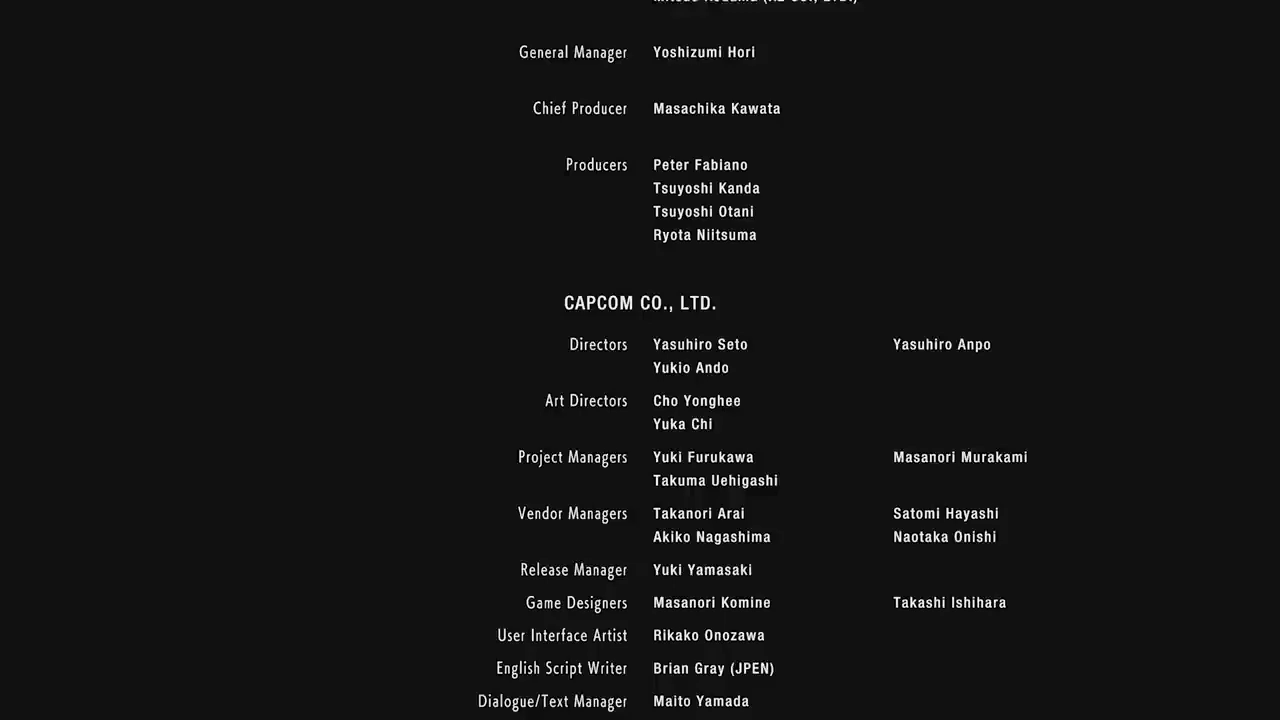 General Manager Yoshizumi Hori
Chief Producer Masachika Kawata
Producers Peter Fabiano
Tsuyoshi Kanda
Tsuyoshi Otani
Ryota Niitsuma
CAPCOM CO., LTD.
Directors Yasuhiro Seto Yasuhiro Anpo
Yukio Ando
Art Directors Cho Yonghee
Yuka Chi
Project Managers Yuki Furukawa Masanori Murakami
Takuma Uehigashi
Vendor Managers Takanori Arai Satomi Hayashi
Akiko Nagashima Naotaka Onishi
Release Manager Yuki Yamasaki
Game Designers Masanori Komine Takashi Ishihara
User Interface Artist Rikako Onozawa
English Script Writer Brian Gray (JPEN)
Dialogue/Text Manager Maito Yamada